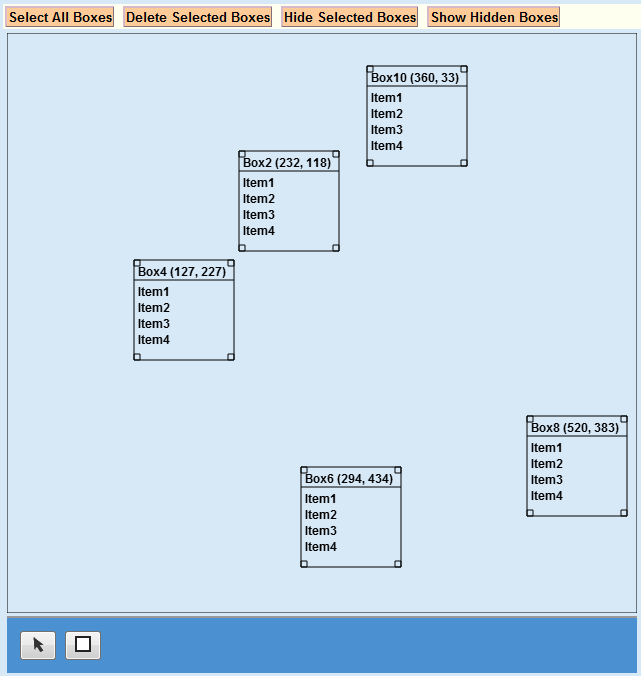 Select All Boxes Delete Selected Boxes Hide Selected Boxes Show Hidden Boxes
Box10 (360, 33)
Item1
Item2
Item3
Item4
Box2 (232, 118)
Item1
Item2
Item3
Item4
Box4 (127, 227)
Item1
Item2
Item3
Item4
Box8 (520, 383)
Item1
Item2
Item3
Item4
Box6 (294, 434)
Item1
Item2
Item3
Item4